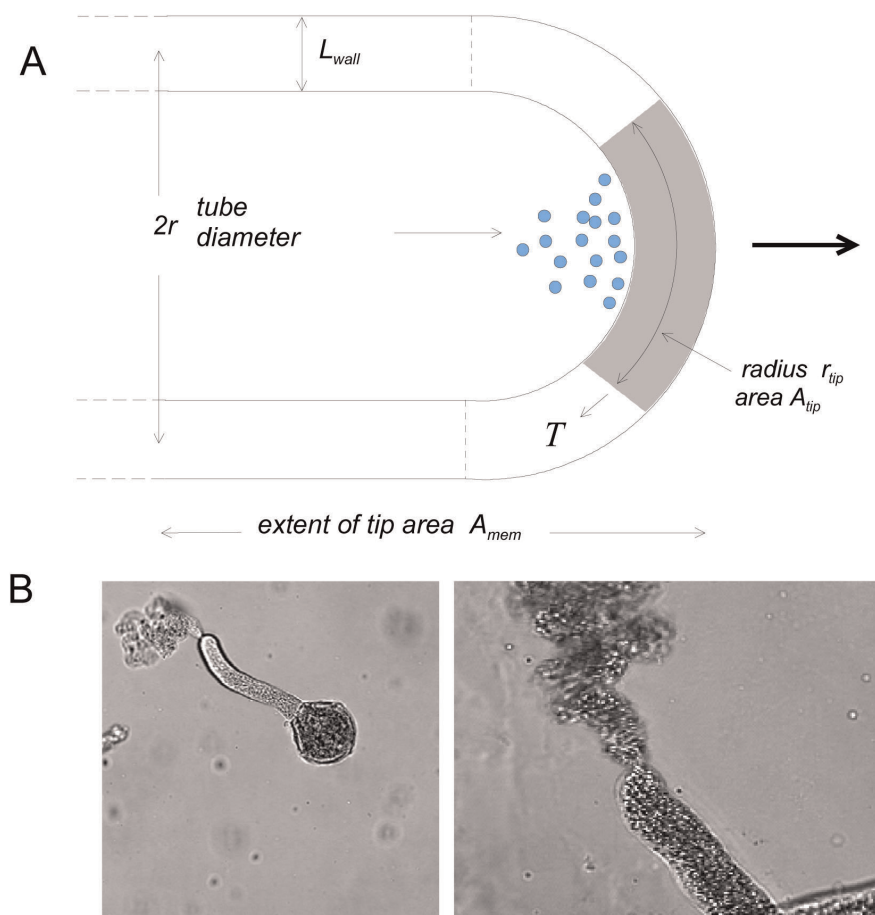 A
L_wall
2r tube
diameter
radius r_tip
area A_tip
T
extent of tip area A_mem
B